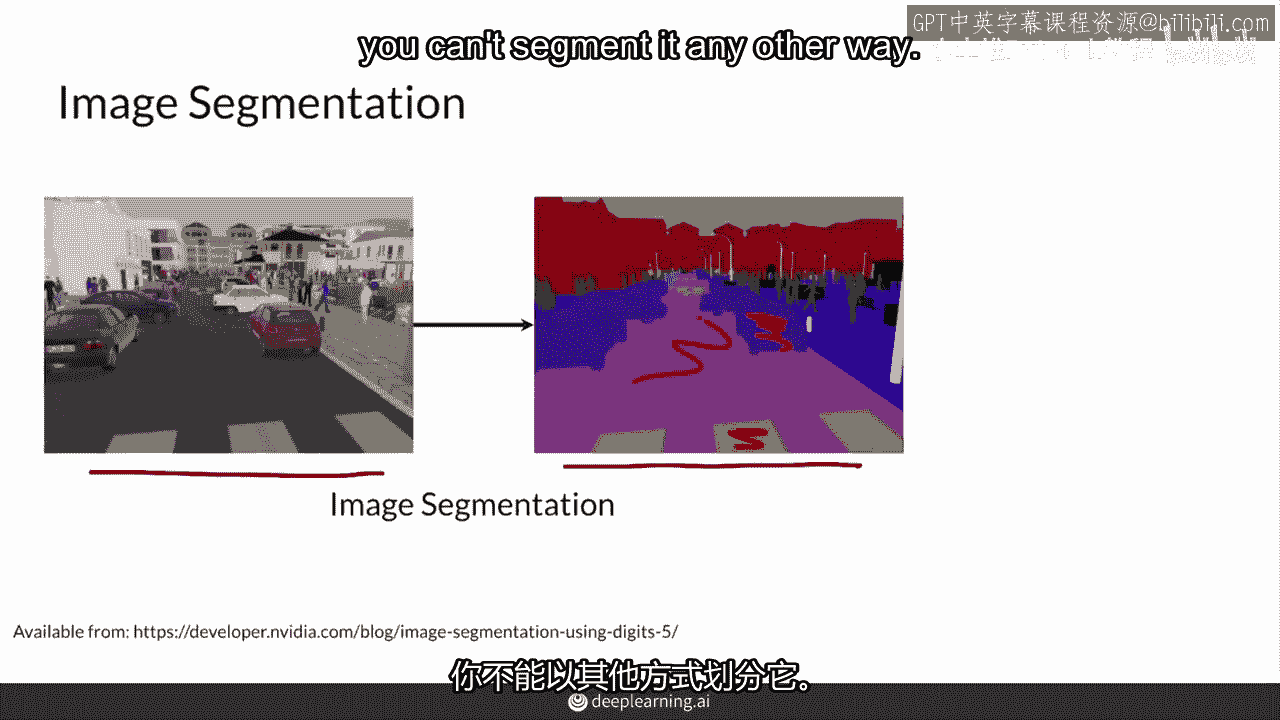 GPT中英字幕课程资源@bilibili.com
you can't segment it any other way.
Image Segmentation
Image Segmentation
Available from: https://developer.nvidia.com/blog/image-segmentation-using-digits-5/
你不能以其他方式划分它。
deeplearning.ai